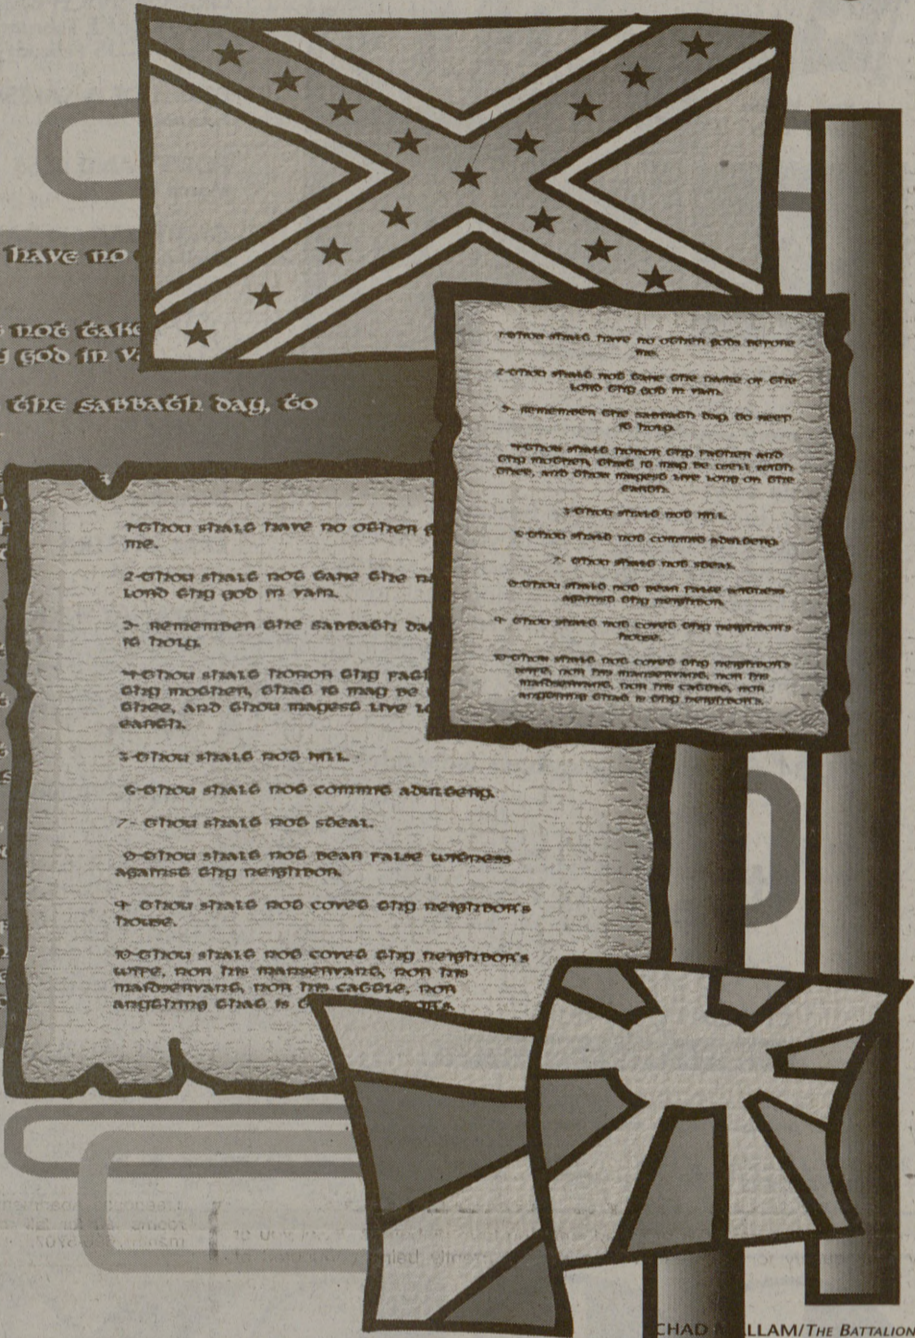 have no
not take
y god in va
the sabbath day, to
1-Thou shalt have no other gods before
me.
2-Thou shalt not take the name of the
Lord thy god in vain.
3- Remember the sabbath day, to keep
it holy.
4-Thou shalt honor thy father and
thy mother, that it may be well with
thee, and thou mayest live long on the
earth.
5-Thou shalt not kill.
6-Thou shalt not commit adultery.
7- Thou shalt not steal.
8-Thou shalt not bear false witness
against thy neighbor.
9- Thou shalt not covet thy neighbor's
house.
10-Thou shalt not covet thy neighbor's
wife, nor his manservant, nor his
maidservant, nor his cattle, nor
anything that is thy neighbor's.
1-Thou shalt have no other g
me.
2-Thou shalt not take the na
Lord thy god in vain.
3- Remember the sabbath day
it holy.
4-Thou shalt honor thy fath
thy mother, that it may be
thee, and thou mayest live lo
earth.
5-Thou shalt not kill.
6-Thou shalt not commit adultery.
7- Thou shalt not steal.
8-Thou shalt not bear false witness
against thy neighbor.
9- Thou shalt not covet thy neighbor's
house.
10-Thou shalt not covet thy neighbor's
wife, nor his manservant, nor his
maidservant, nor his cattle, nor
anything that is
CHAD MALLAM/THE BATTALION